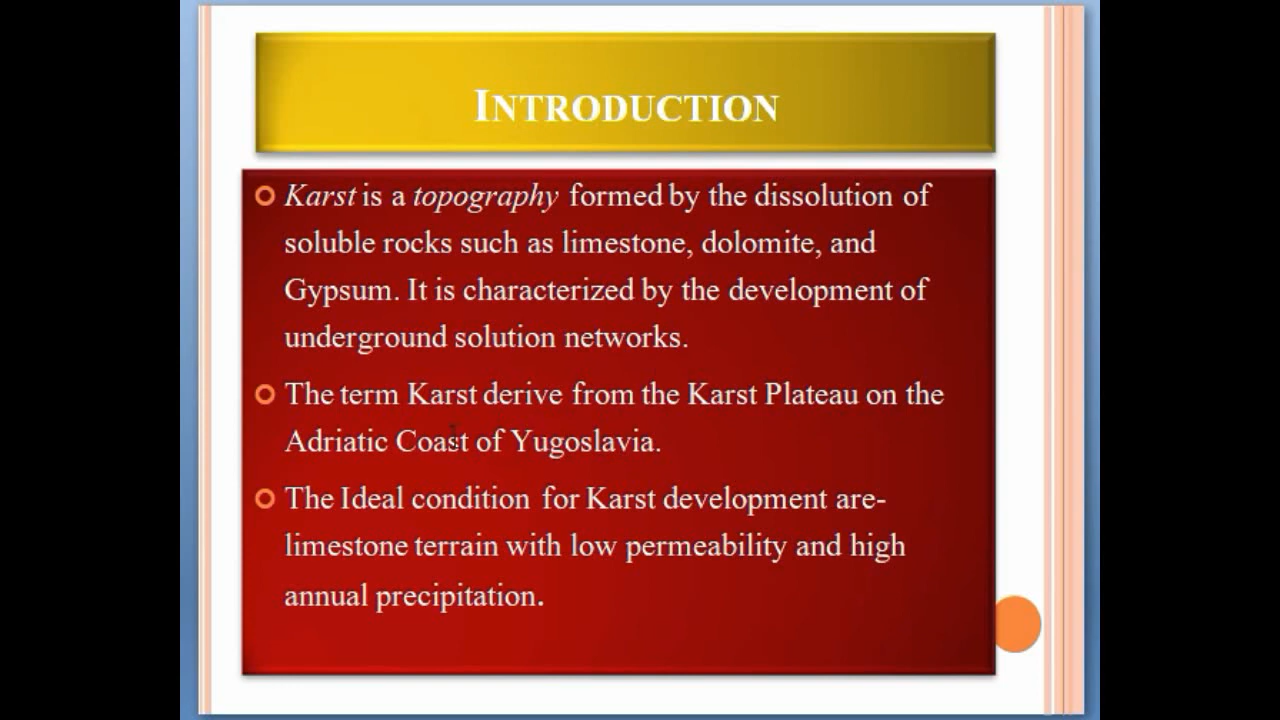 INTRODUCTION
Karst is a topography formed by the dissolution of
soluble rocks such as limestone, dolomite, and
Gypsum. It is characterized by the development of
underground solution networks.
The term Karst derive from the Karst Plateau on the
Adriatic Coast of Yugoslavia.
The Ideal condition for Karst development are-
limestone terrain with low permeability and high
annual precipitation.